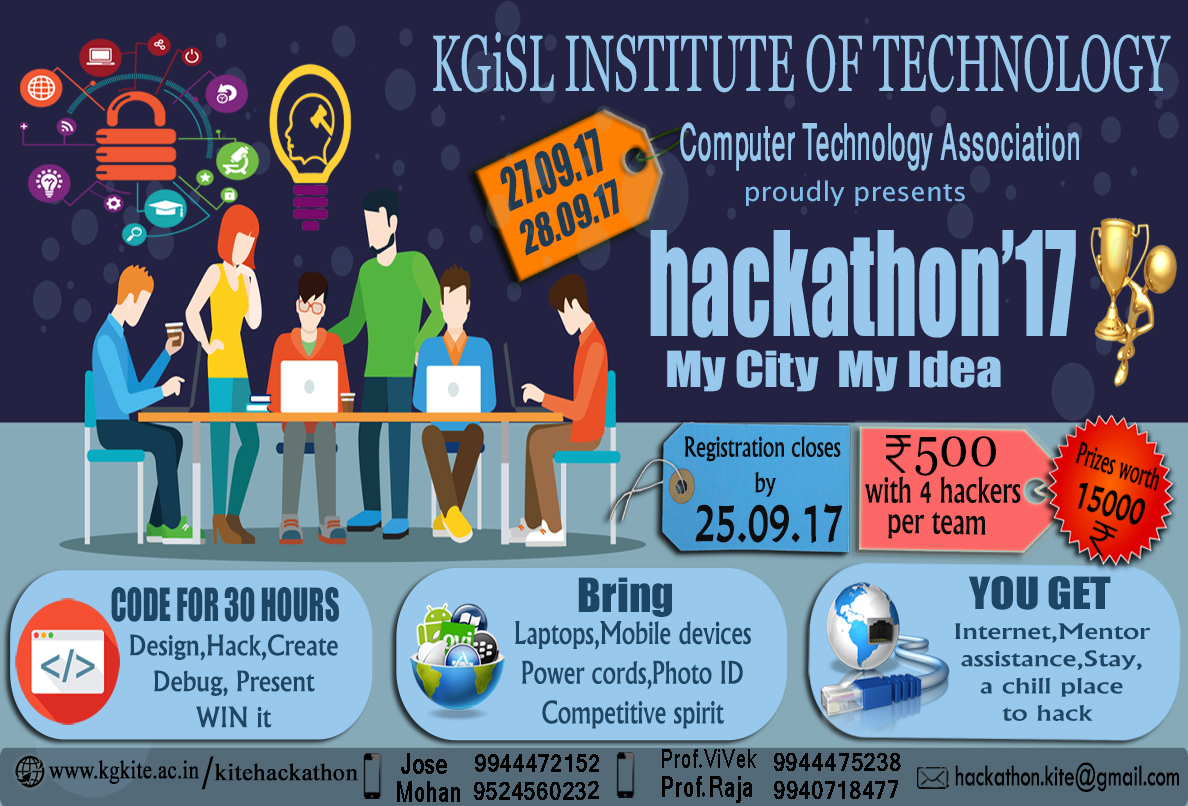 KGiSL INSTITUTE OF TECHNOLOGY
Computer Technology Association
proudly presents
27.09.17
28.09.17
hackathon'17
My City My Idea
Registration closes
by
25.09.17
₹500
with 4 hackers
per team
Prizes worth
15000
₹
CODE FOR 30 HOURS
Design,Hack,Create
Debug, Present
WIN it
Bring
Laptops,Mobile devices
Power cords,Photo ID
Competitive spirit
ovi
YOU GET
Internet,Mentor
assistance,Stay,
a chill place
to hack
www.kgkite.ac.in/kitehackathon
Jose 9944472152
Mohan 9524560232
Prof.ViVek 9944475238
Prof.Raja 9940718477
hackathon.kite@gmail.com